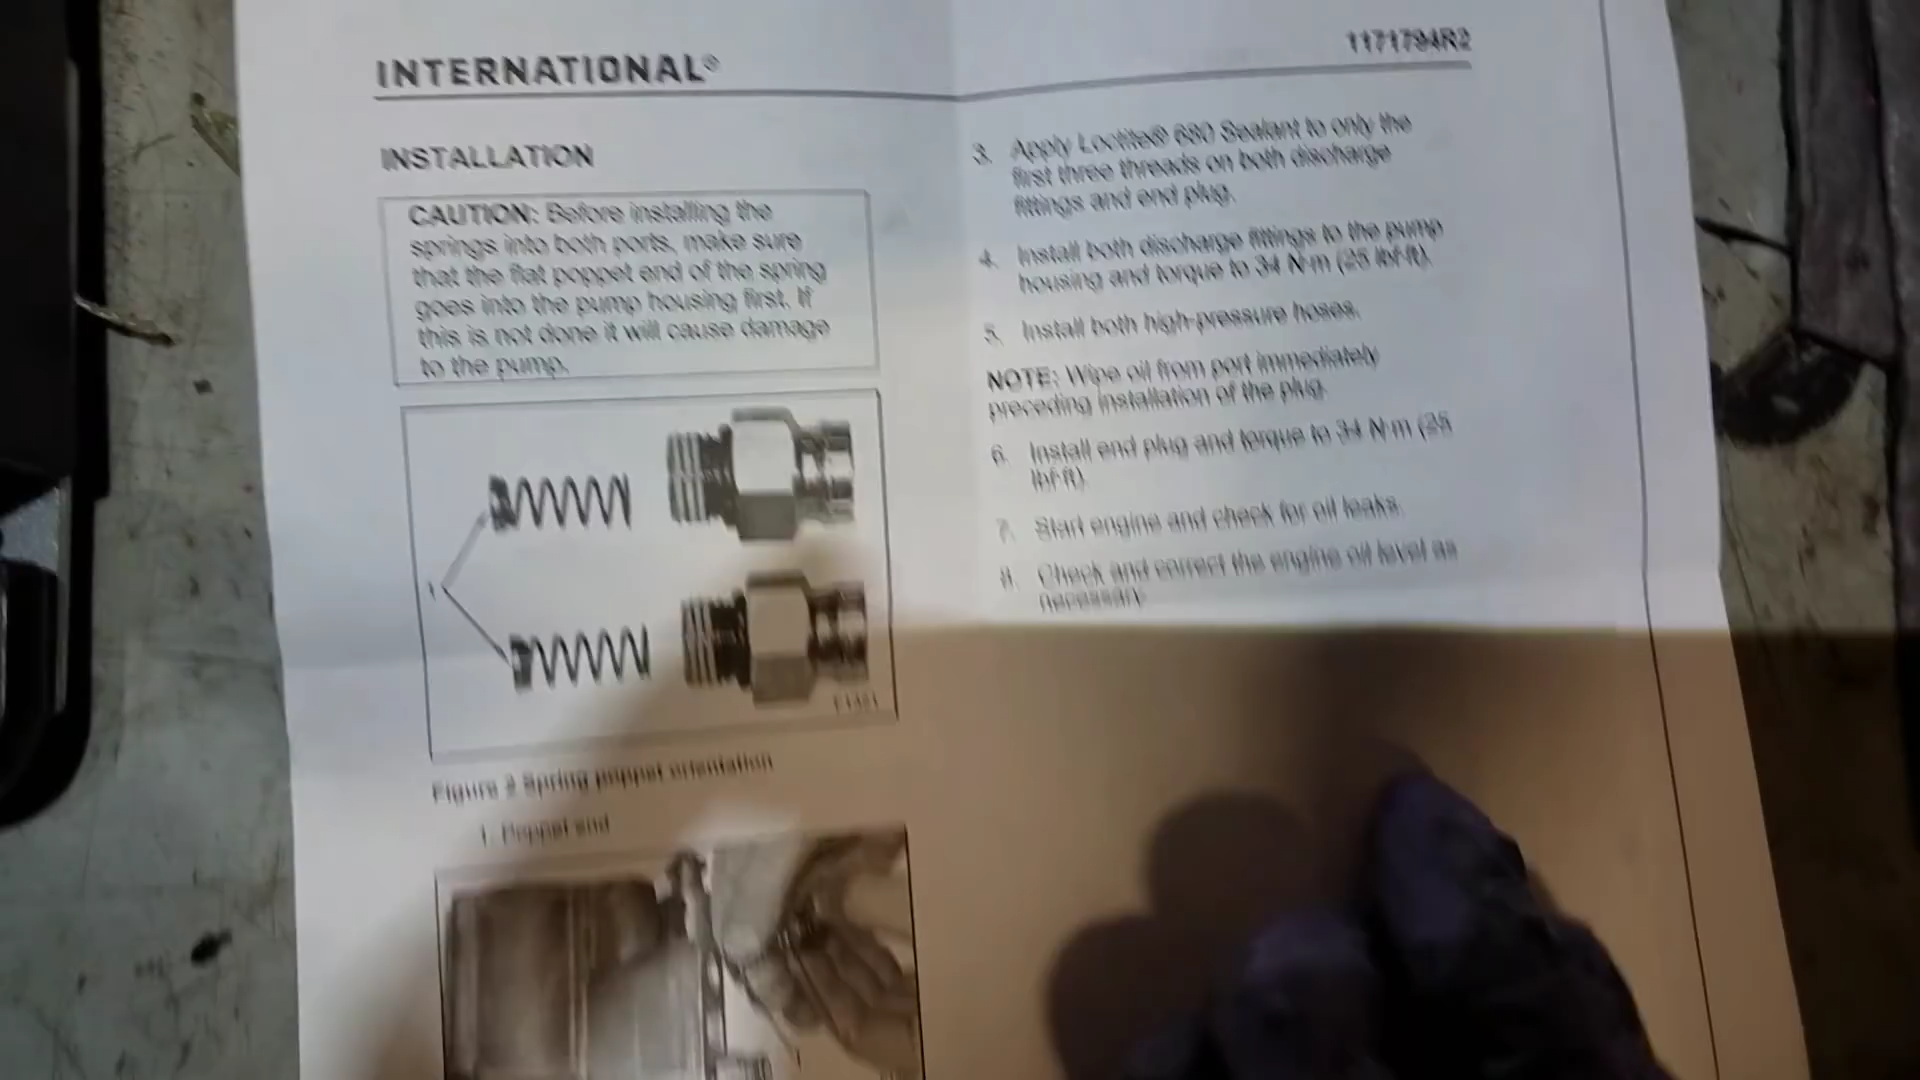 INTERNATIONAL®
1171794R2
INSTALLATION
CAUTION: Before installing the
springs into both ports, make sure
that the flat poppet end of the spring
goes into the pump housing first. If
this is not done it will cause damage
to the pump.
1
Figure 2 Spring poppet orientation
1. Poppet end
3. Apply Loctite® 680 Sealant to only the
first three threads on both discharge
fittings and end plug.
4. Install both discharge fittings to the pump
housing and torque to 34 N·m (25 lbf·ft).
5. Install both high-pressure hoses.
NOTE: Wipe oil from port immediately
preceding installation of the plug.
6. Install end plug and torque to 34 N·m (25
lbf·ft).
7. Start engine and check for oil leaks.
8. Check and correct the engine oil level as
necessary.